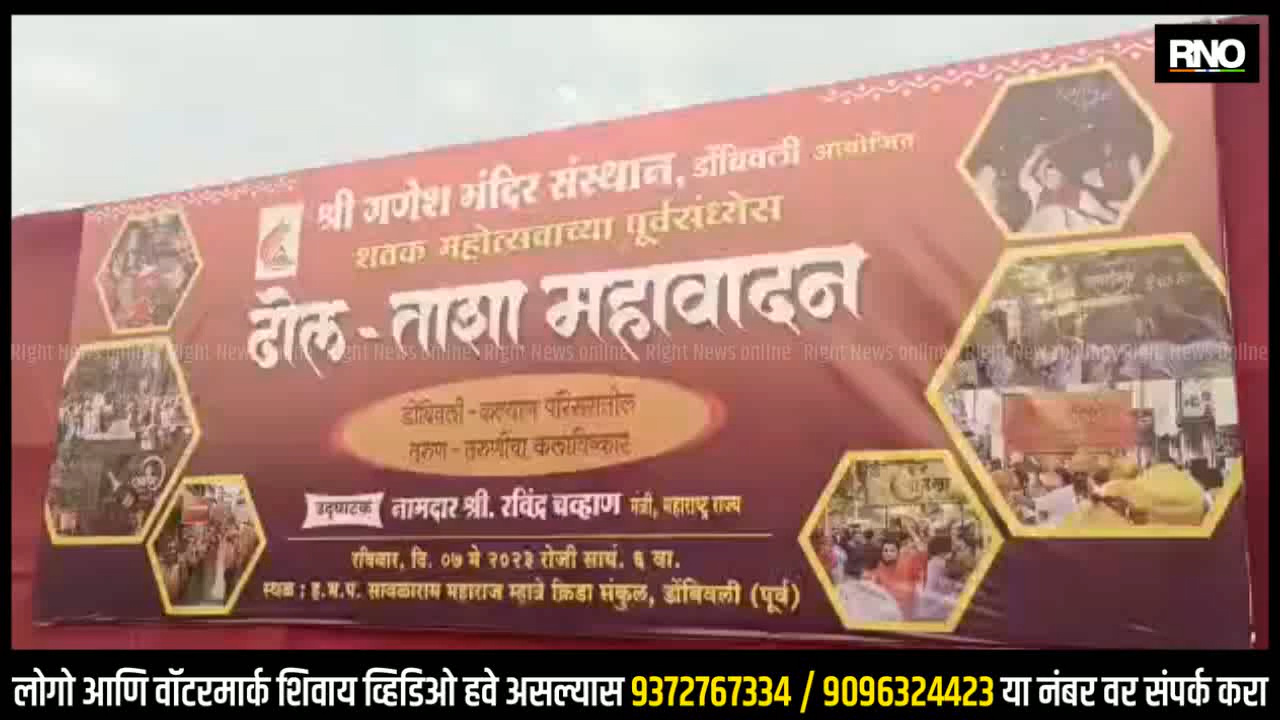 RNO
श्री गणेश मंदिर संस्थान, डोंबिवली आयोजित
शतक महोत्सवाच्या पूर्वसंध्येस
ढोल - ताशा महावादन
Right News online Right News online Right News online Right News online Right News online Right News online Right News online Right News online
डोंबिवली - कल्याण परिसरातील
तरुण - तरुणींचा कलाविष्कार
उद्घाटक नामदार श्री. रविंद्र चव्हाण मंत्री, महाराष्ट्र राज्य
रविवार, दि. ०७ मे २०२३ रोजी सायं. ६ वा.
स्थळ : ह.भ.प. सावळाराम महाराज म्हात्रे क्रिडा संकुल, डोंबिवली (पूर्व)
लोगो आणि वॉटरमार्क शिवाय व्हिडिओ हवे असल्यास 9372767334 / 9096324423 या नंबर वर संपर्क करा